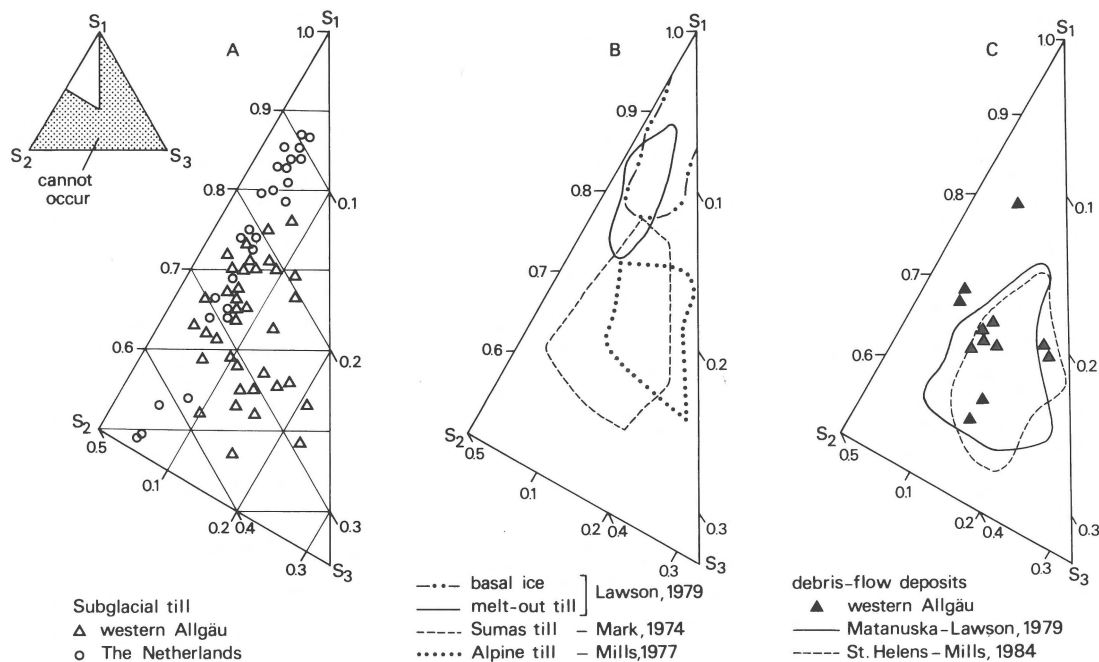 S1
S2
S3
cannot
occur
A
S1
1.0
0.9
0.8
0.1
0.7
0.6
0.2
S2
0.5
0.1
0.2 0.4
0.3
0.3
S3
Subglacial till
△ western Allgäu
○ The Netherlands
B
S1
1.0
0.9
0.8
0.1
0.7
0.6
0.2
S2
0.5
0.1
0.2 0.4
0.3
0.3
S3
basal ice
melt-out till
Lawson, 1979
Sumas till – Mark, 1974
Alpine till – Mills, 1977
C
S1
1.0
0.9
0.8
0.1
0.7
0.6
0.2
S2
0.5
0.1
0.2 0.4
0.3
0.3
S3
debris-flow deposits
▲ western Allgäu
Matanuska-Lawson, 1979
St. Helens-Mills, 1984